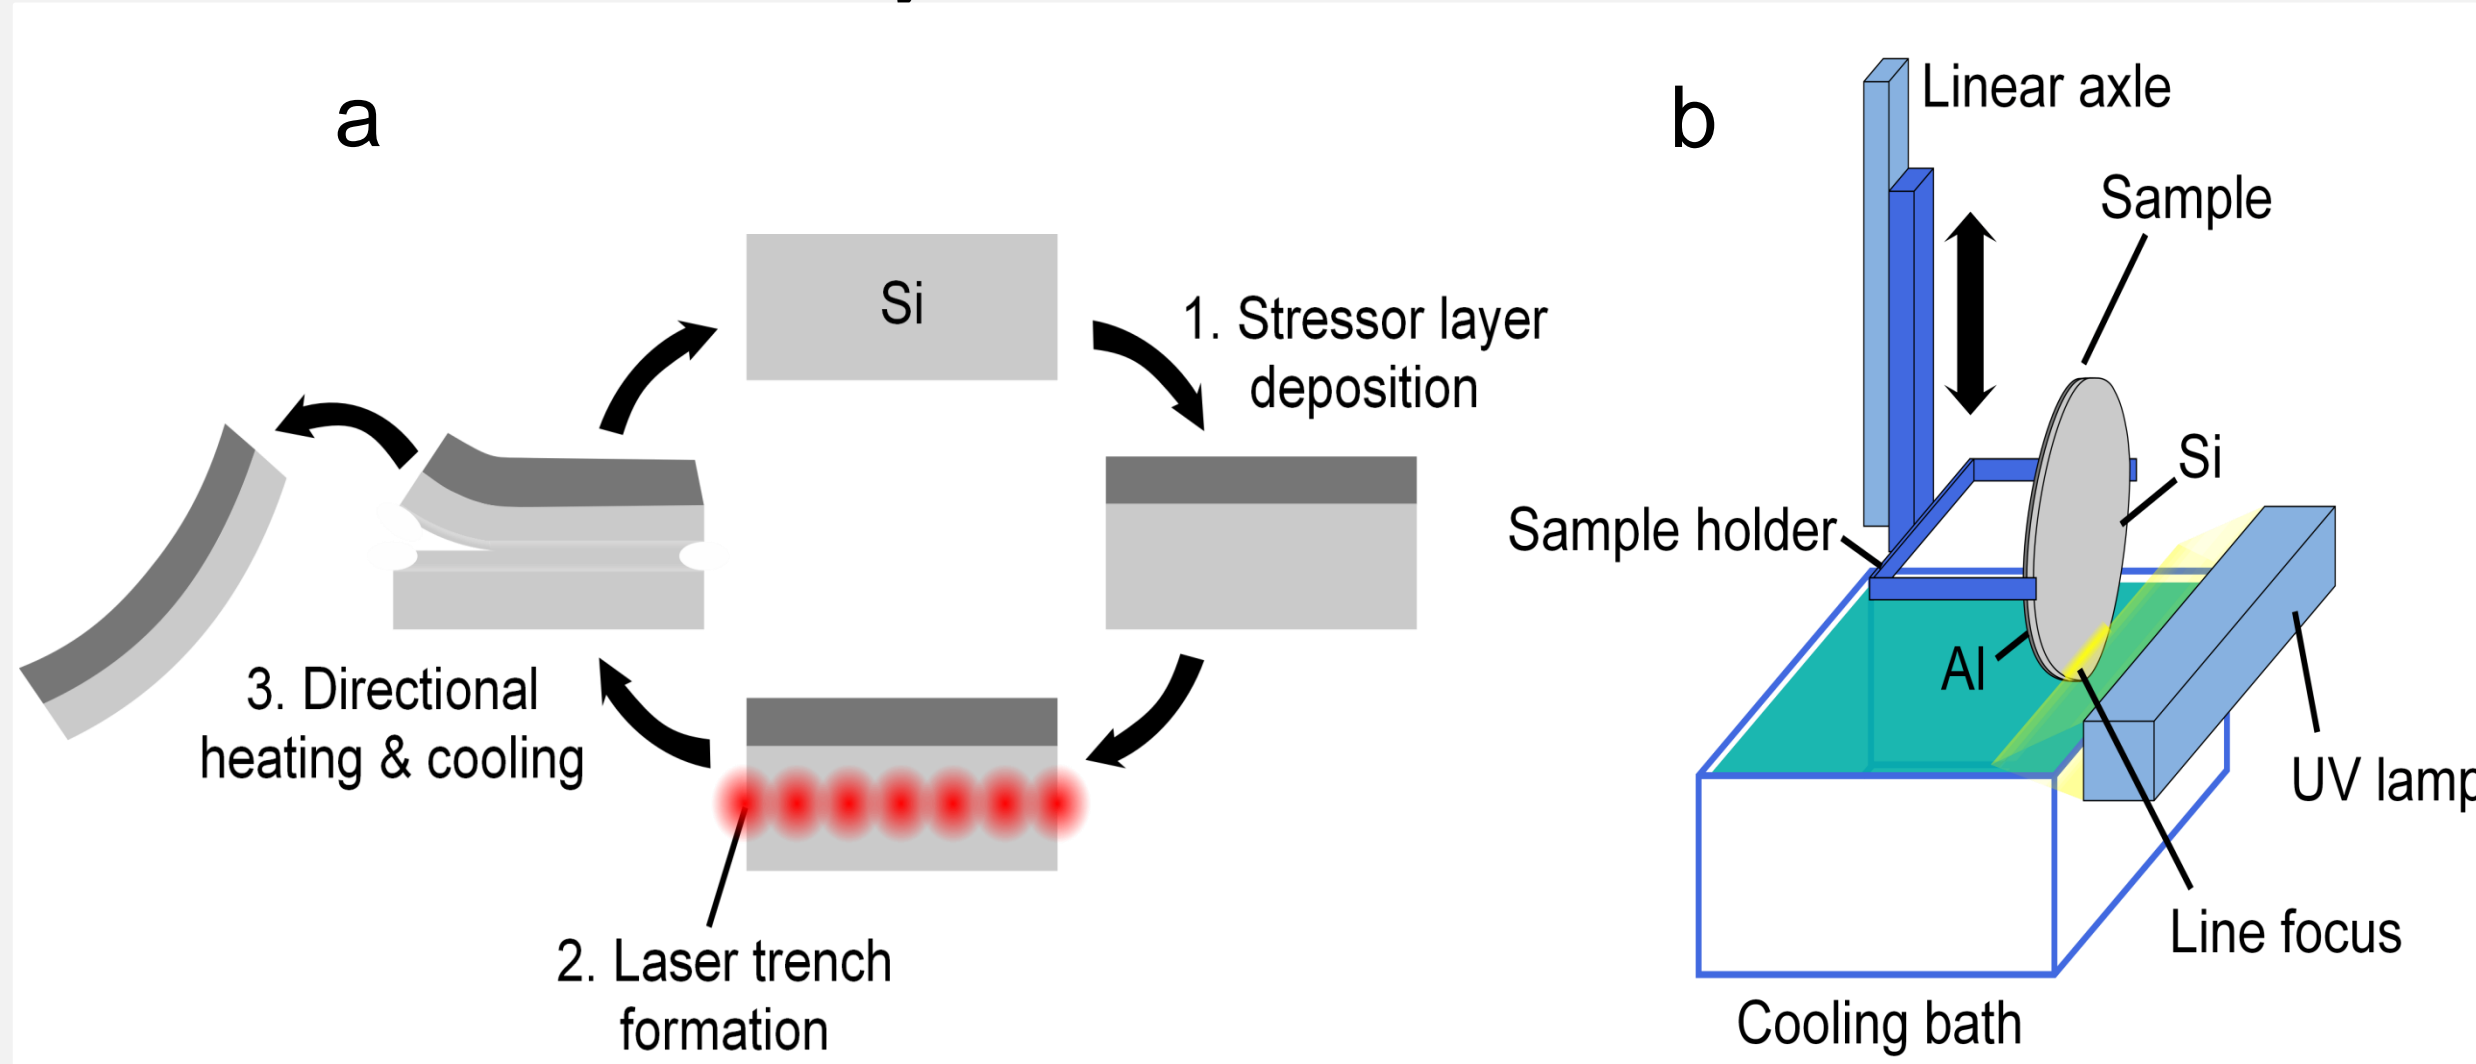 a
Si
1. Stressor layer
deposition
3. Directional
heating & cooling
2. Laser trench
formation
b
Linear axle
Sample
Si
Sample holder
Al
UV lamp
Line focus
Cooling bath